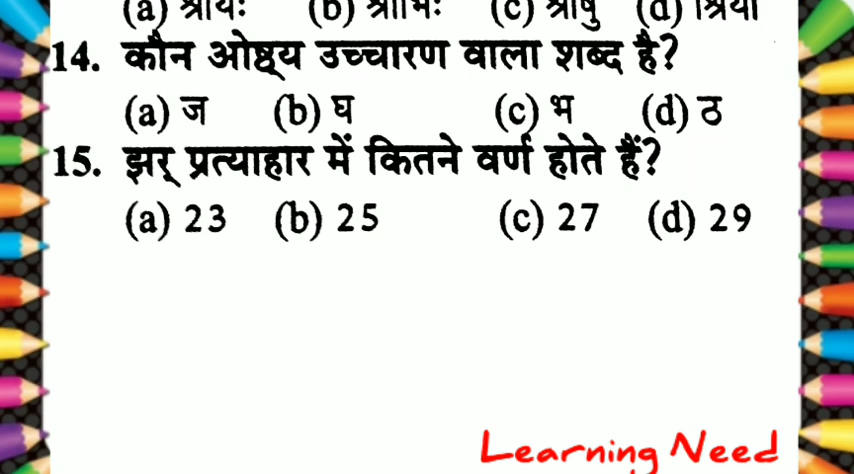 (a) श्रीयः (b) श्रीभिः (c) श्रीषु (d) श्रिया
14. कौन ओष्ठ्य उच्चारण वाला शब्द है?
(a) ज (b) घ (c) भ (d) ठ
15. झर् प्रत्याहार में कितने वर्ण होते हैं?
(a) 23 (b) 25 (c) 27 (d) 29
Learning Need